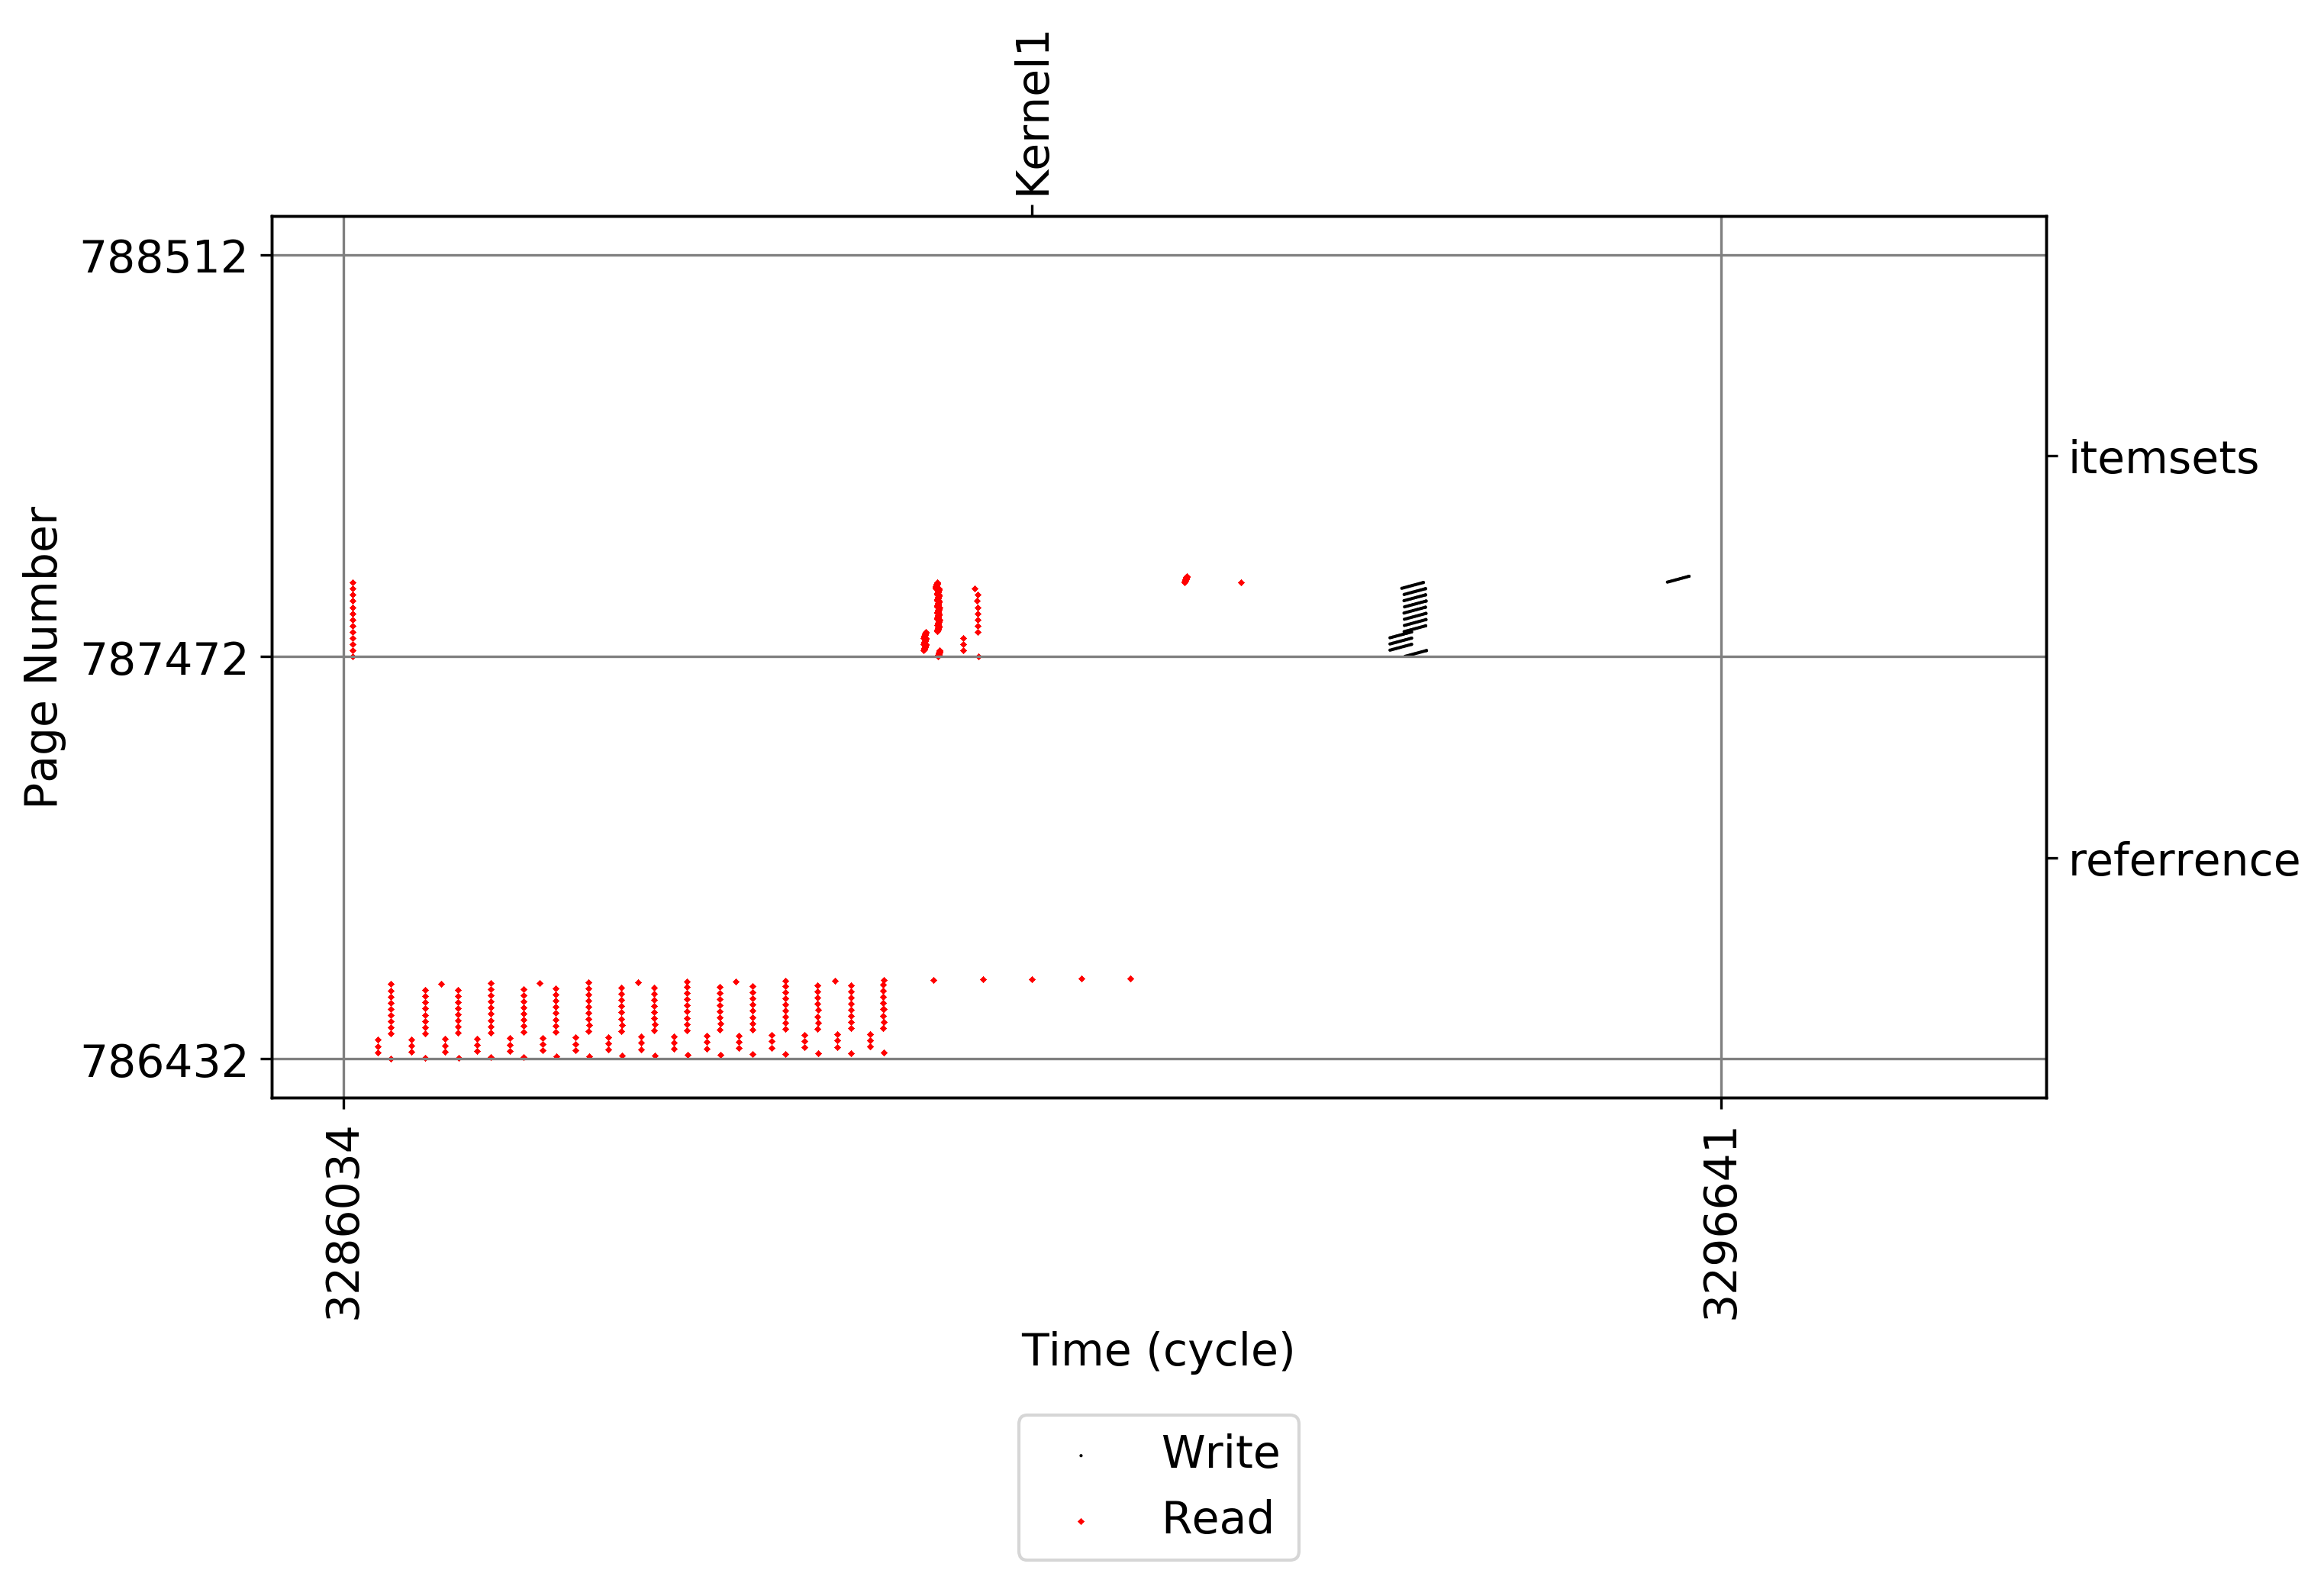 Kernel1
788512
787472
786432
Page Number
itemsets
referrence
3286034
3296641
Time (cycle)
Write
Read